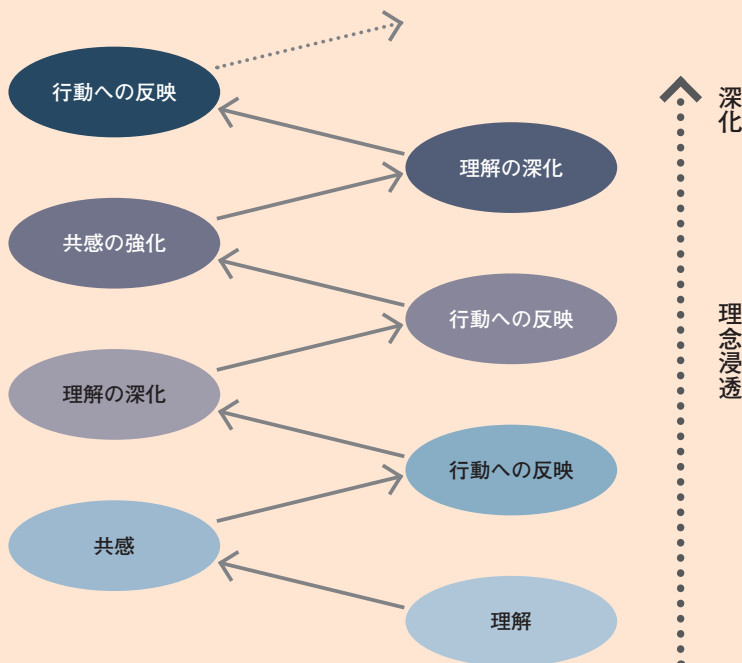 行動への反映
理解の深化
共感の強化
行動への反映
理解の深化
行動への反映
共感
理解
深化
理念浸透